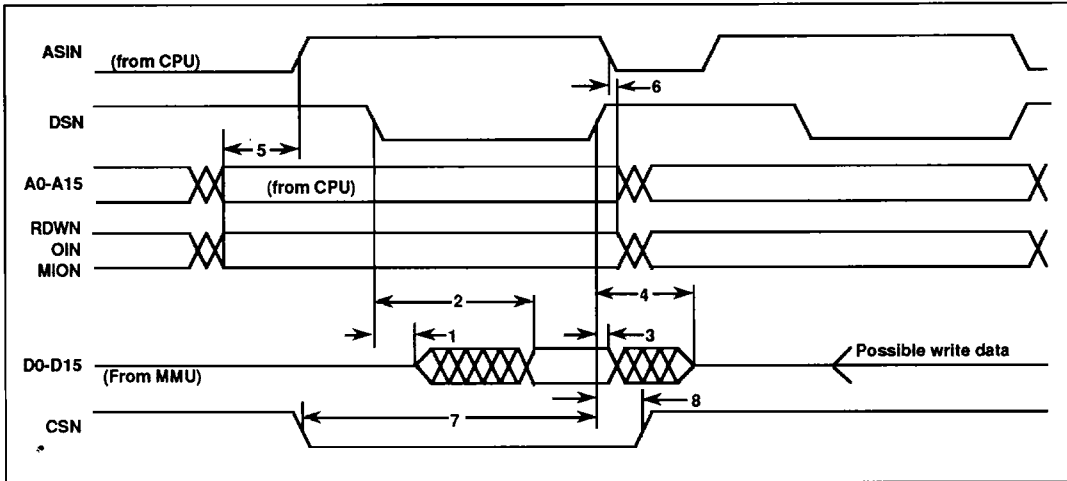 ASIN
(from CPU)
6
DSN
5
A0-A15
(from CPU)
RDWN
OIN
MION
2
4
1
3
D0-D15
(From MMU)
Possible write data
7
8
CSN